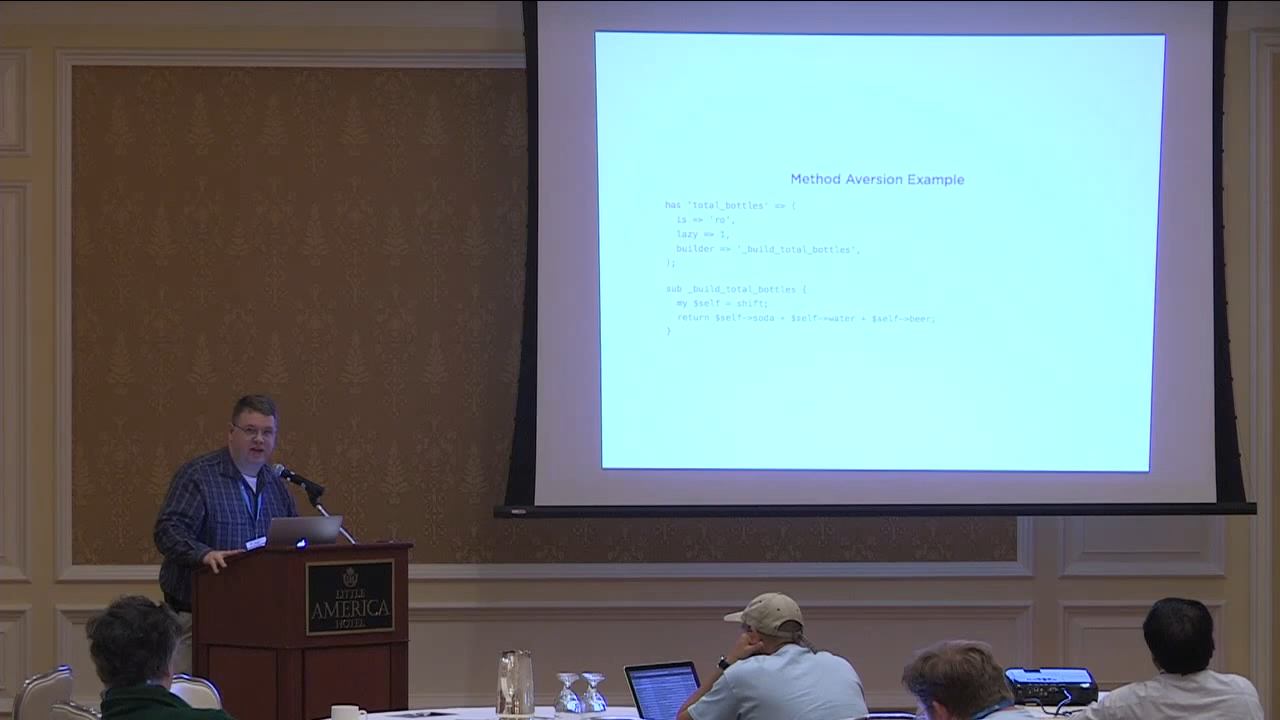 Method Aversion Example
has 'total_bottles' => (
is => 'ro',
lazy => 1,
builder => '_build_total_bottles',
);
sub _build_total_bottles {
my $self = shift;
return $self->soda + $self->water + $self->beer;
}
LITTLE
AMERICA
HOTEL